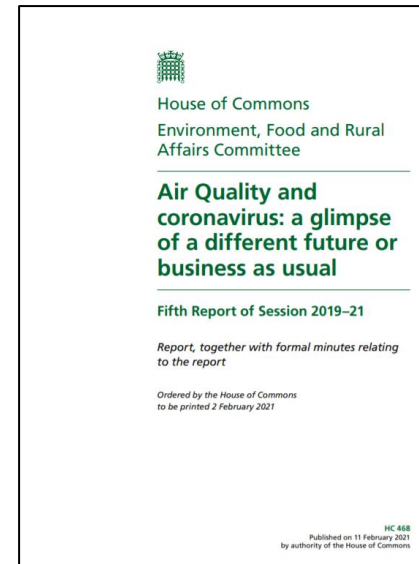 House of Commons
Environment, Food and Rural
Affairs Committee
Air Quality and
coronavirus: a glimpse
of a different future or
business as usual
Fifth Report of Session 2019–21
Report, together with formal minutes relating
to the report
Ordered by the House of Commons
to be printed 2 February 2021
HC 468
Published on 11 February 2021
by authority of the House of Commons